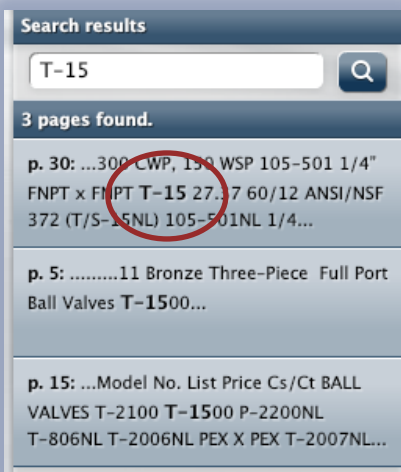 Search results
T-15
3 pages found.
p. 30: ...300 CWP, 150 WSP 105-501 1/4"
FNPT x FNPT T-15 27.37 60/12 ANSI/NSF
372 (T/S-15NL) 105-501NL 1/4...
p. 5: .........11 Bronze Three-Piece Full Port
Ball Valves T-1500...
p. 15: ...Model No. List Price Cs/Ct BALL
VALVES T-2100 T-1500 P-2200NL
T-806NL T-2006NL PEX X PEX T-2007NL...